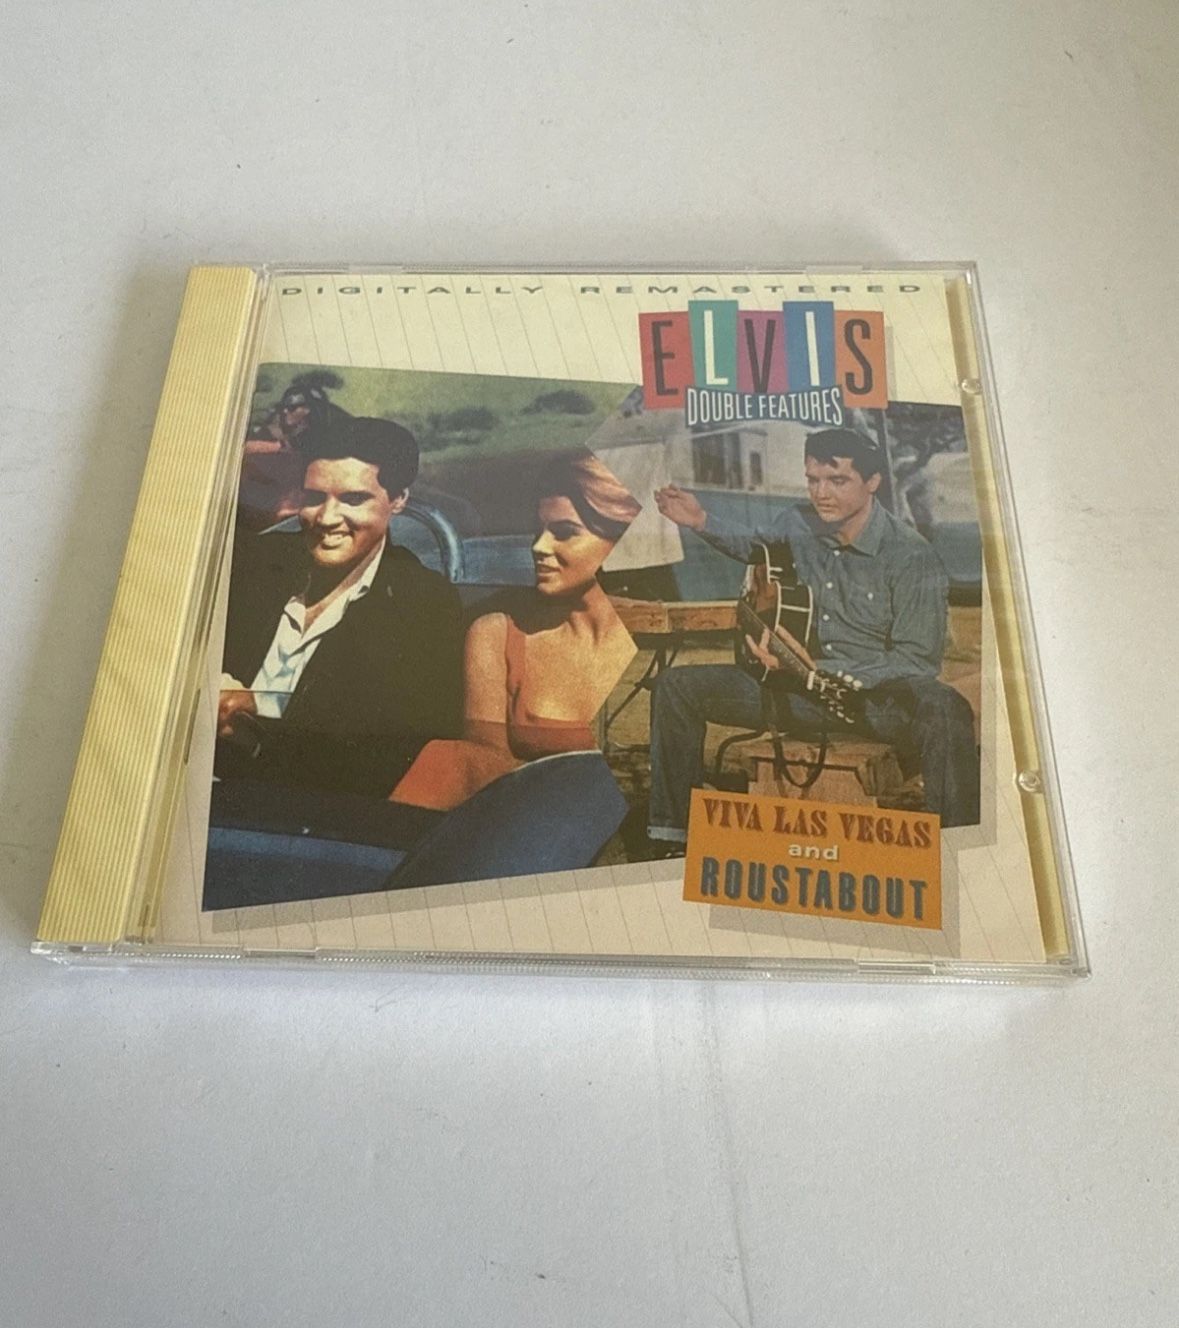 DIGITALLY REMASTERED
ELVIS
DOUBLE FEATURES
VIVA LAS VEGAS
and
ROUSTABOUT